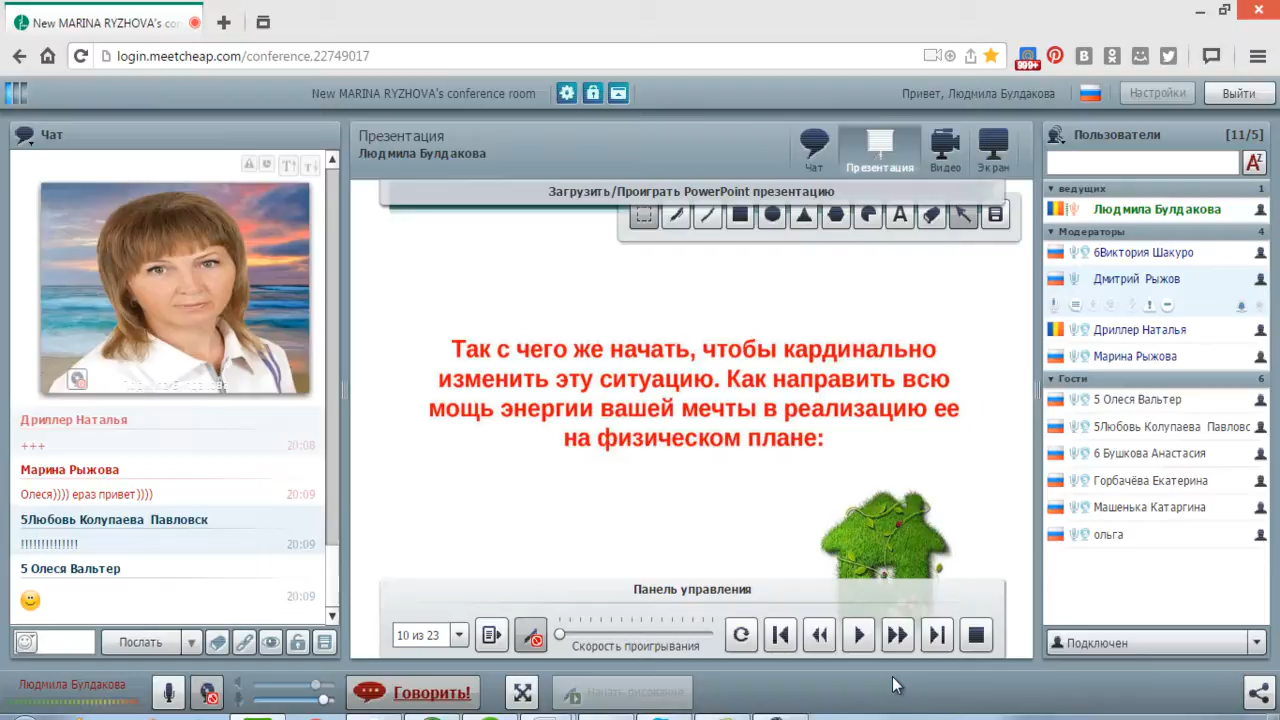 New MARINA RYZHOVA's con
login.meetcheap.com/conference,22749017
999+
New MARINA RYZHOVA's conference room
Привет, Людмила Булдакова
Настройки
Выйти
Чат
Презентация
Людмила Булдакова
Чат
Презентация
Видео
Экран
Пользователи
[11/5]
Загрузить/Проиграть PowerPoint презентацию
ведущих 1
Людмила Булдакова
Модераторы 4
6Виктория Шакуро
Дмитрий Рыжов
Дриллер Наталья
Марина Рыжова
Гости 6
5 Олеся Вальтер
5Любовь Колупаева Павловс
6 Бушкова Анастасия
Горбачёва Екатерина
Машенька Катаргина
ольга
Подключен
Так с чего же начать, чтобы кардинально
изменить эту ситуацию. Как направить всю
мощь энергии вашей мечты в реализацию ее
на физическом плане:
Дриллер Наталья
+++ 20:08
Марина Рыжова
Олеся)))) ераз привет)))) 20:09
5Любовь Колупаева Павловск
!!!!!!!!!!!!!! 20:09
5 Олеся Вальтер
20:09
Послать
Панель управления
10 из 23
Скорость проигрывания
Людмила Булдакова
Говорить!
Начать рисование